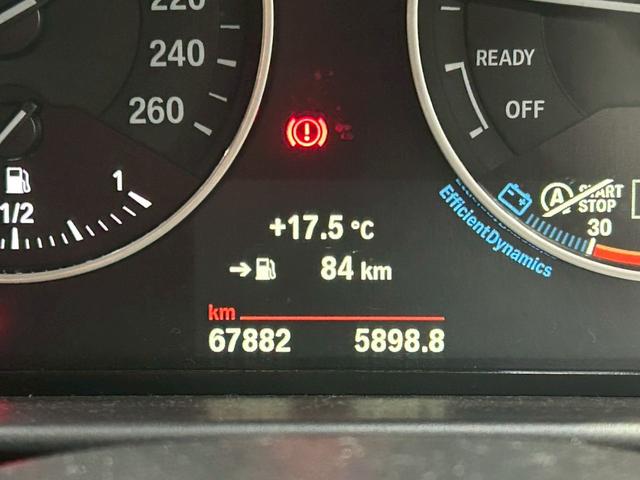 220
240
260
READY
OFF
1
1/2
START
STOP
30
EfficientDynamics
+17.5 °C
84 km
km
67882 5898.8